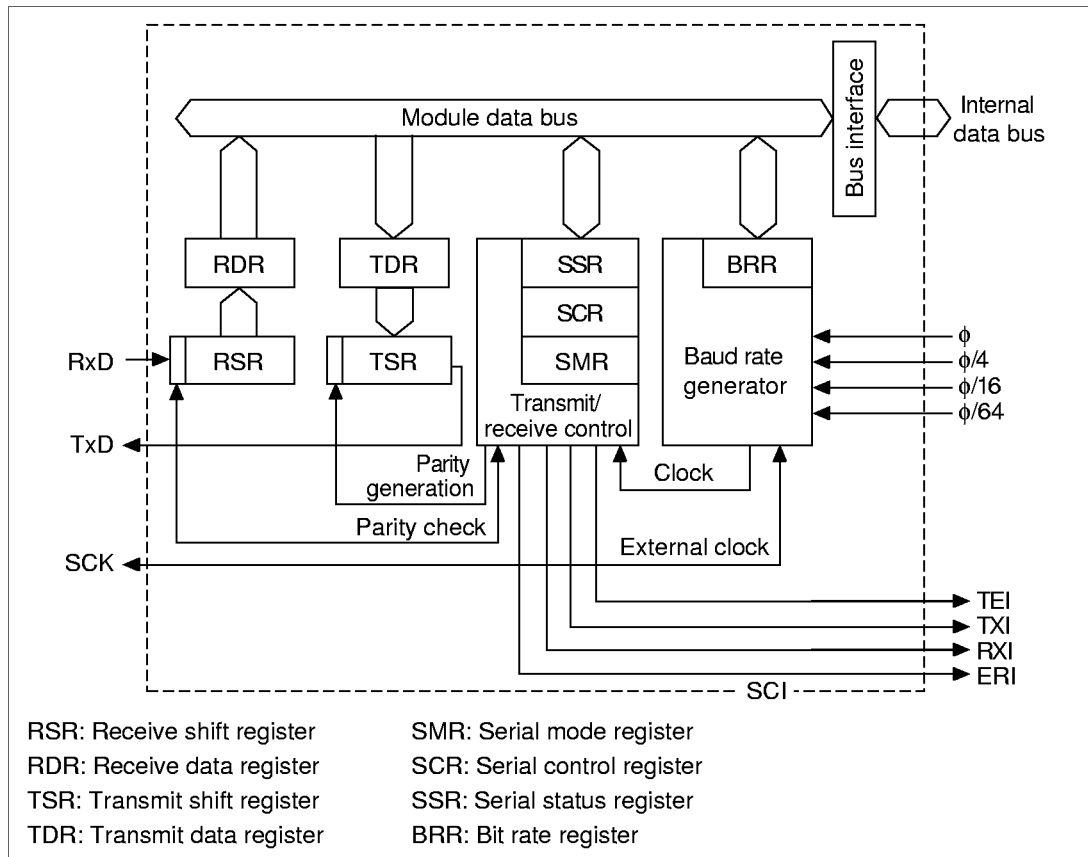 Module data bus
Bus interface
Internal
data bus
RDR
TDR
SSR
BRR
SCR
RxD
RSR
TSR
SMR
Baud rate
generator
ϕ
ϕ/4
ϕ/16
ϕ/64
Transmit/
receive control
TxD
Parity
generation
Clock
Parity check
External clock
SCK
TEI
TXI
RXI
ERI
SCI
RSR: Receive shift register
RDR: Receive data register
TSR: Transmit shift register
TDR: Transmit data register
SMR: Serial mode register
SCR: Serial control register
SSR: Serial status register
BRR: Bit rate register